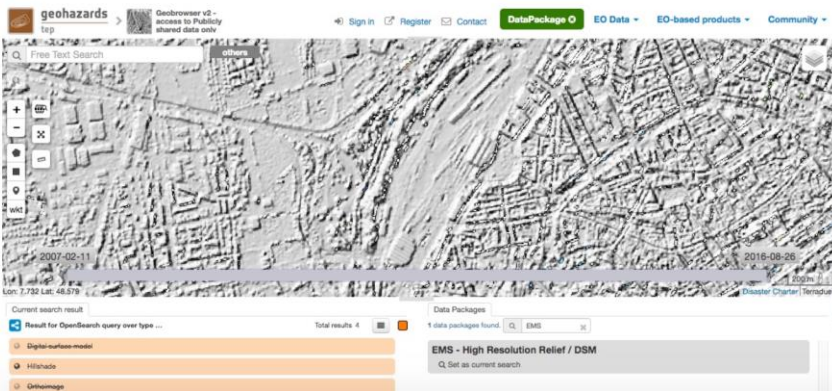 geohazards
tep
Geobrowser v2 -
access to Publicly
shared data only
Sign in
Register
Contact
DataPackage
EO Data
EO-based products
Community
Free Text Search
others
+
−
wkt
2007-02-11
2016-08-26
200 m
Lon: 7.732 Lat: 48.579
Disaster Charter
Terradue
Current search result
Result for OpenSearch query over type ...
Total results 4
Digital surface model
Hillshade
Orthoimage
Data Packages
1 data packages found.
EMS
EMS - High Resolution Relief / DSM
Set as current search